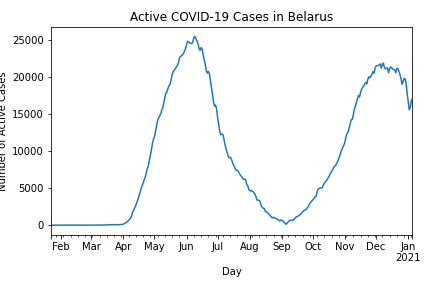 Active COVID-19 Cases in Belarus
Number of Active Cases
25000
20000
15000
10000
5000
0
Feb Mar Apr May Jun Jul Aug Sep Oct Nov Dec Jan
2021
Day